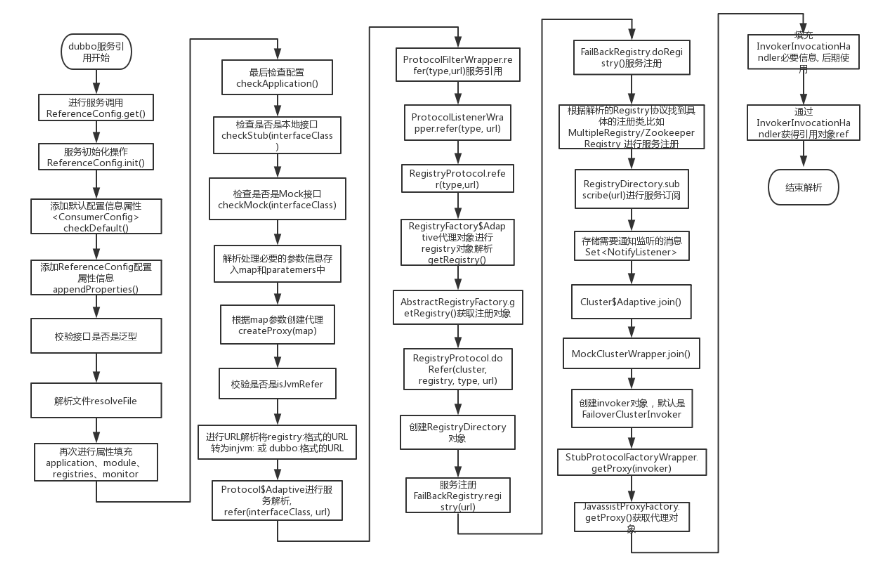 dubbo服务引
用开始
进行服务调用
ReferenceConfig.get()
服务初始化操作
ReferenceConfig.init()
添加默认配置信息属性
<ConsumerConfig>
checkDefault()
添加ReferenceConfig配置
属性信息
appendProperties()
校验接口是否是泛型
解析文件resolveFile
再次进行属性填充
application、module、
registries、monitor
最后检查配置
checkApplication()
检查是否是本地接口
checkStub(interfaceClass
)
检查是否是Mock接口
checkMock(interfaceClass)
解析处理必要的参数信息存
入map和paratemers中
根据map参数创建代理
createProxy(map)
校验是否是isJvmRefer
进行URL解析将registry:格式的URL
转为injvm: 或 dubbo:格式的URL
Protocol$Adaptive进行服
务解析,
refer(interfaceClass, url)
ProtocolFilterWrapper.re
fer(type,url)服务引用
ProtocolListenerWra
pper.refer(type, url)
RegistryProtocol.refe
r(type,url)
RegistryFactory$Adap
tive代理对象进行
registry对象解析
getRegistry()
AbstractRegistryFactory.g
etRegistry()获取注册对象
RegistryProtocol.do
Refer(cluster,
registry, type, url)
创建RegistryDirectory
对象
服务注册
FailBackRegistry.regi
stry(url)
FailBackRegistry.doRegi
stry()服务注册
根据解析的Registry协议找到具
体的注册类,比如
MultipleRegistry/Zookeeper
Registry 进行服务注册
RegistryDirectory.sub
scribe(url)进行服务订阅
存储需要通知监听的消息
Set<NotifyListener>
Cluster$Adaptive.join()
MockClusterWrapper.join()
创建invoker对象，默认是
FailoverClusterInvoker
StubProtocolFactoryWrapper.
getProxy(invoker)
JavassistProxyFactory.
getProxy()获取代理对
象
填充
InvokerInvocationHa
ndler必要信息, 后期使
用
通过
InvokerInvocationHa
ndler获得引用对象ref
结束解析